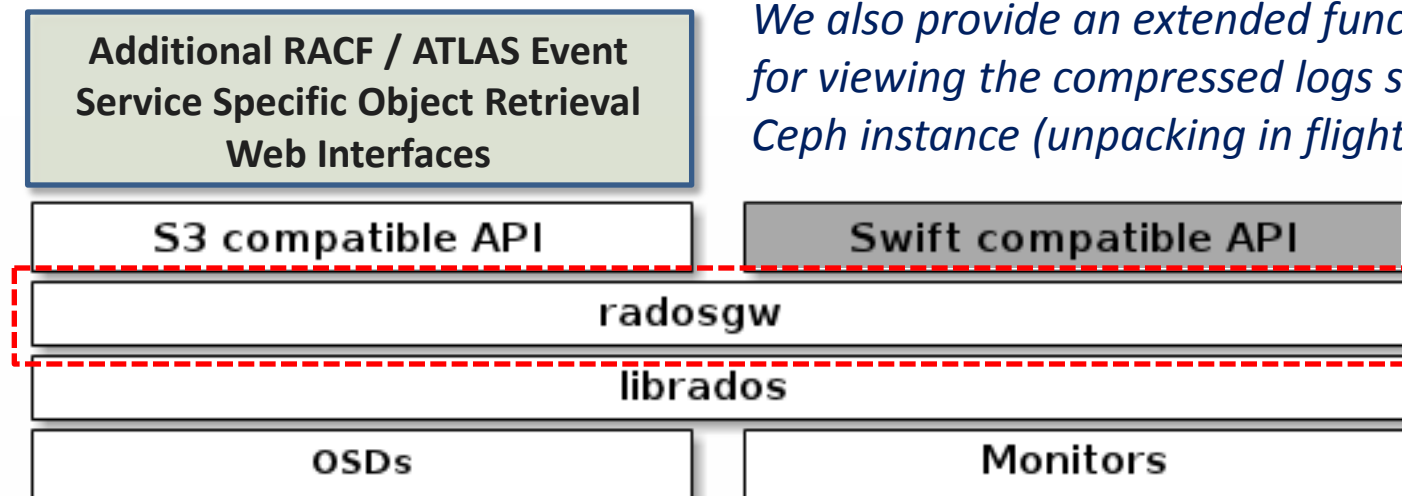 Additional RACF / ATLAS Event
Service Specific Object Retrieval
Web Interfaces
We also provide an extended
for viewing the compressed logs
Ceph instance (unpacking in flight
S3 compatible API
Swift compatible API
radosgw
librados
OSDs
Monitors